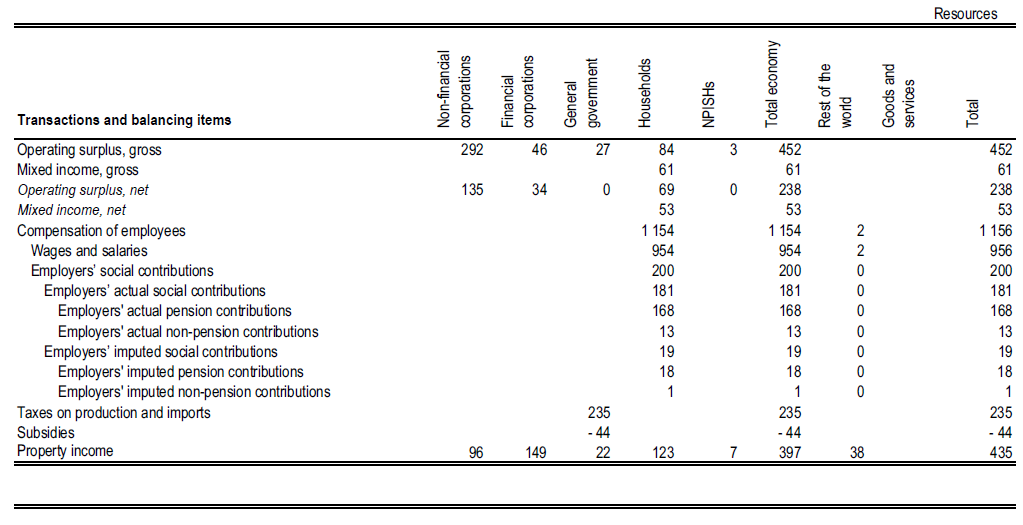 Resources
Transactions and balancing items Non-financial corporations Financial corporations General government Households NPISHs Total economy Rest of the world Goods and services Total
Operating surplus, gross 292 46 27 84 3 452 452
Mixed income, gross 61 61 61
Operating surplus, net 135 34 0 69 0 238 238
Mixed income, net 53 53 53
Compensation of employees 1 154 1 154 2 1 156
Wages and salaries 954 954 2 956
Employers’ social contributions 200 200 0 200
Employers’ actual social contributions 181 181 0 181
Employers' actual pension contributions 168 168 0 168
Employers' actual non-pension contributions 13 13 0 13
Employers’ imputed social contributions 19 19 0 19
Employers' imputed pension contributions 18 18 0 18
Employers' imputed non-pension contributions 1 1 0 1
Taxes on production and imports 235 235 235
Subsidies - 44 - 44 - 44
Property income 96 149 22 123 7 397 38 435